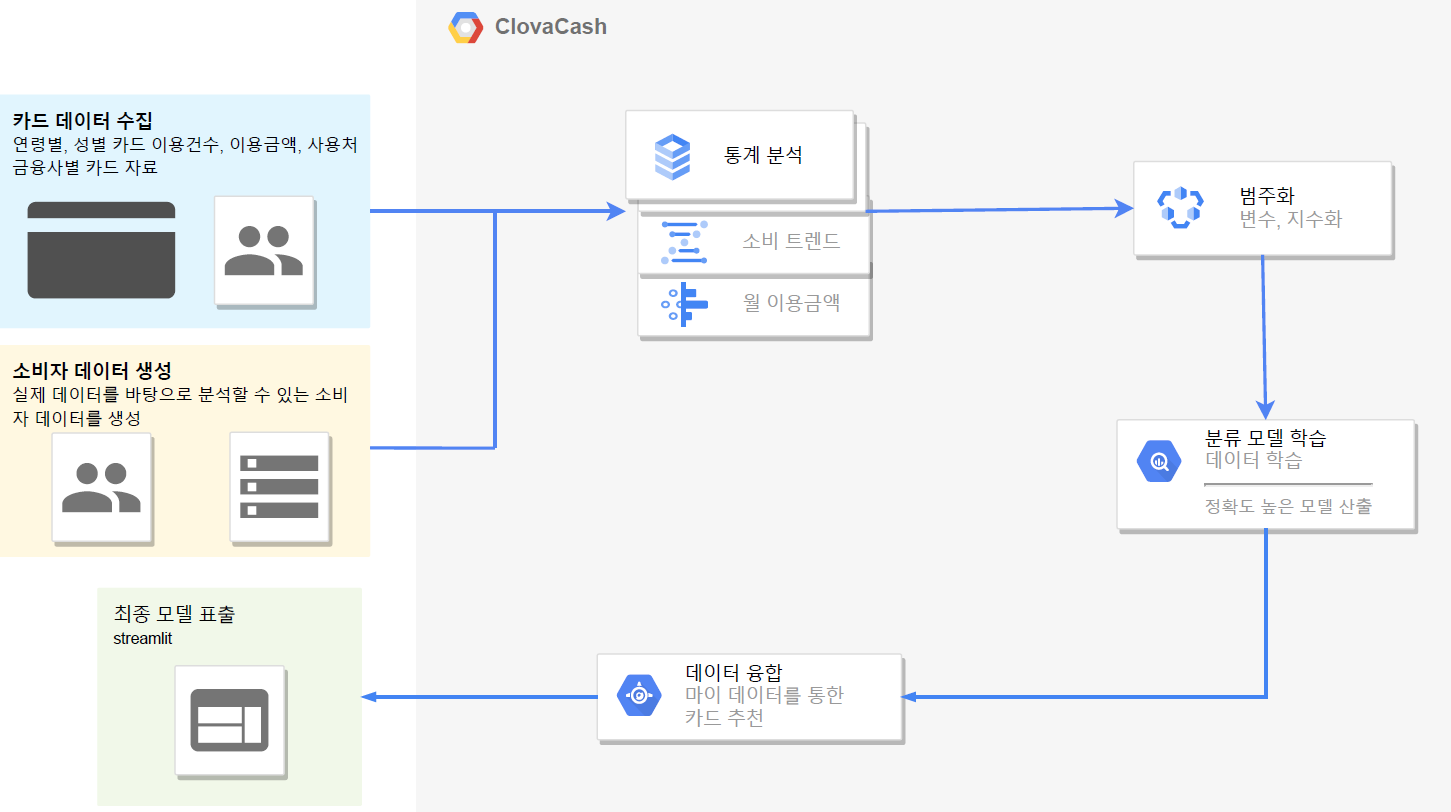 ClovaCash
카드 데이터 수집
연령별, 성별 카드 이용건수, 이용금액, 사용처
금융사별 카드 자료
소비자 데이터 생성
실제 데이터를 바탕으로 분석할 수 있는 소비
자 데이터를 생성
통계 분석
소비 트렌드
월 이용금액
범주화
변수, 지수화
분류 모델 학습
데이터 학습
정확도 높은 모델 산출
데이터 융합
마이 데이터를 통한
카드 추천
최종 모델 표출
streamlit